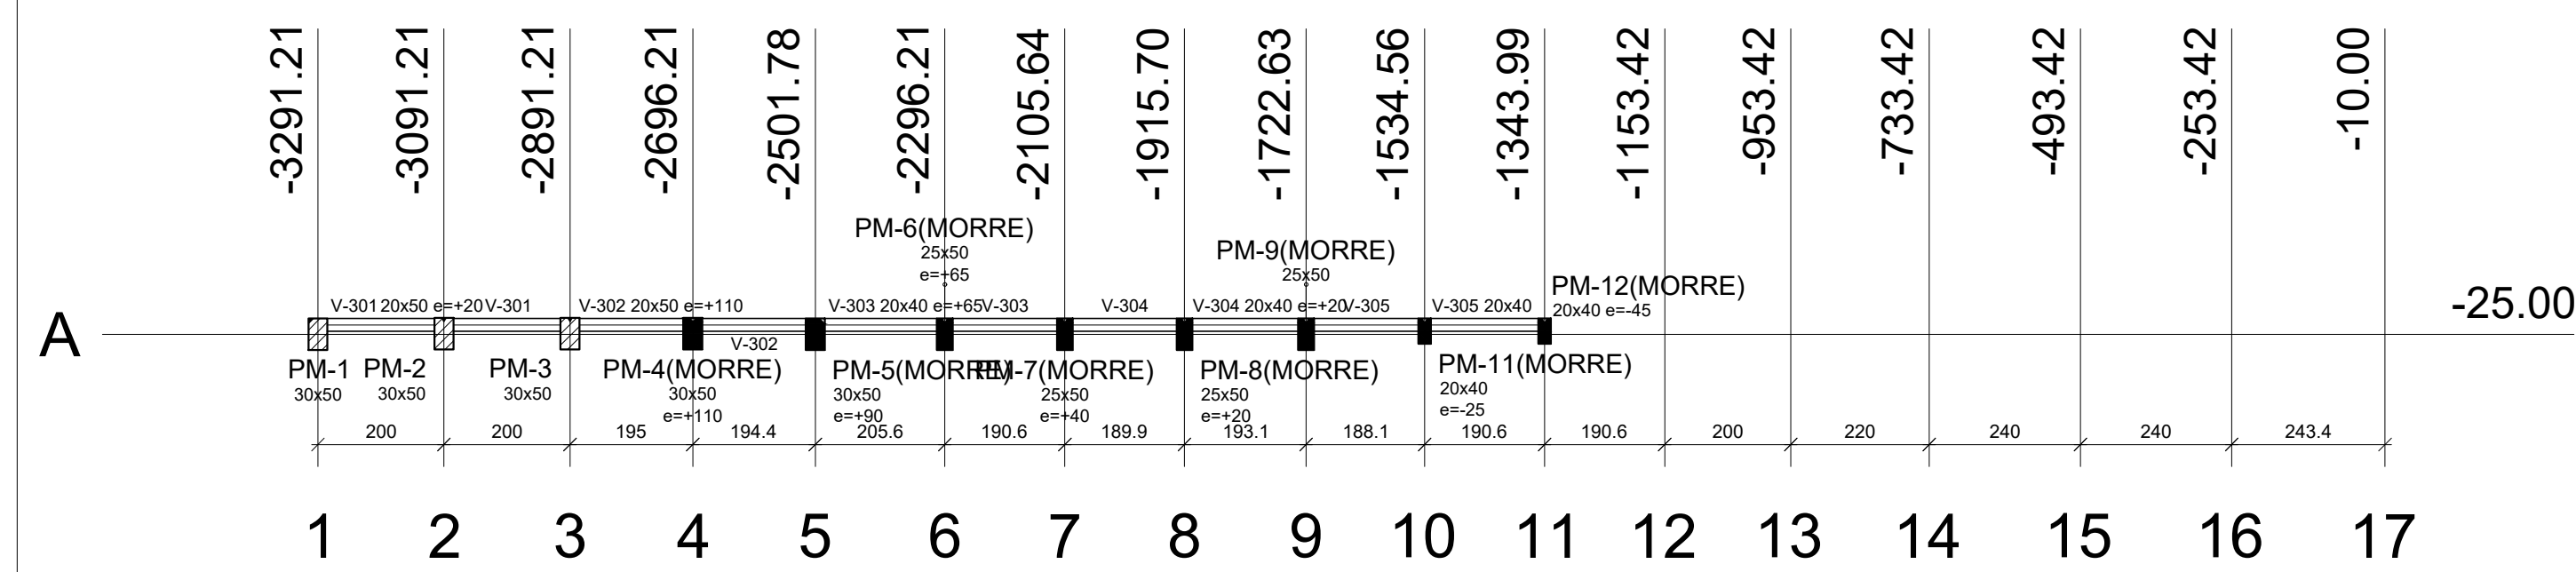 -3291.21
-3091.21
-2891.21
-2696.21
-2501.78
-2296.21
-2105.64
-1915.70
-1722.63
-1534.56
-1343.99
-1153.42
-953.42
-733.42
-493.42
-253.42
-10.00
PM-6(MORRE)
25x50
e=+65
PM-9(MORRE)
25x50
PM-12(MORRE)
20x40 e=-45
V-301 20x50 e=+20 V-301
V-302 20x50 e=+110
V-303 20x40 e=+65 V-303
V-304
V-304 20x40 e=+20 V-305
V-305 20x40
-25.00
A
V-302
PM-1
30x50
PM-2
30x50
PM-3
30x50
PM-4(MORRE)
30x50
e=+110
PM-5(MORRE)
30x50
e=+90
PM-7(MORRE)
25x50
e=+40
PM-8(MORRE)
25x50
e=+20
PM-11(MORRE)
20x40
e=-25
200 200 195 194.4 205.6 190.6 189.9 193.1 188.1 190.6 190.6 200 220 240 240 243.4
1 2 3 4 5 6 7 8 9 10 11 12 13 14 15 16 17